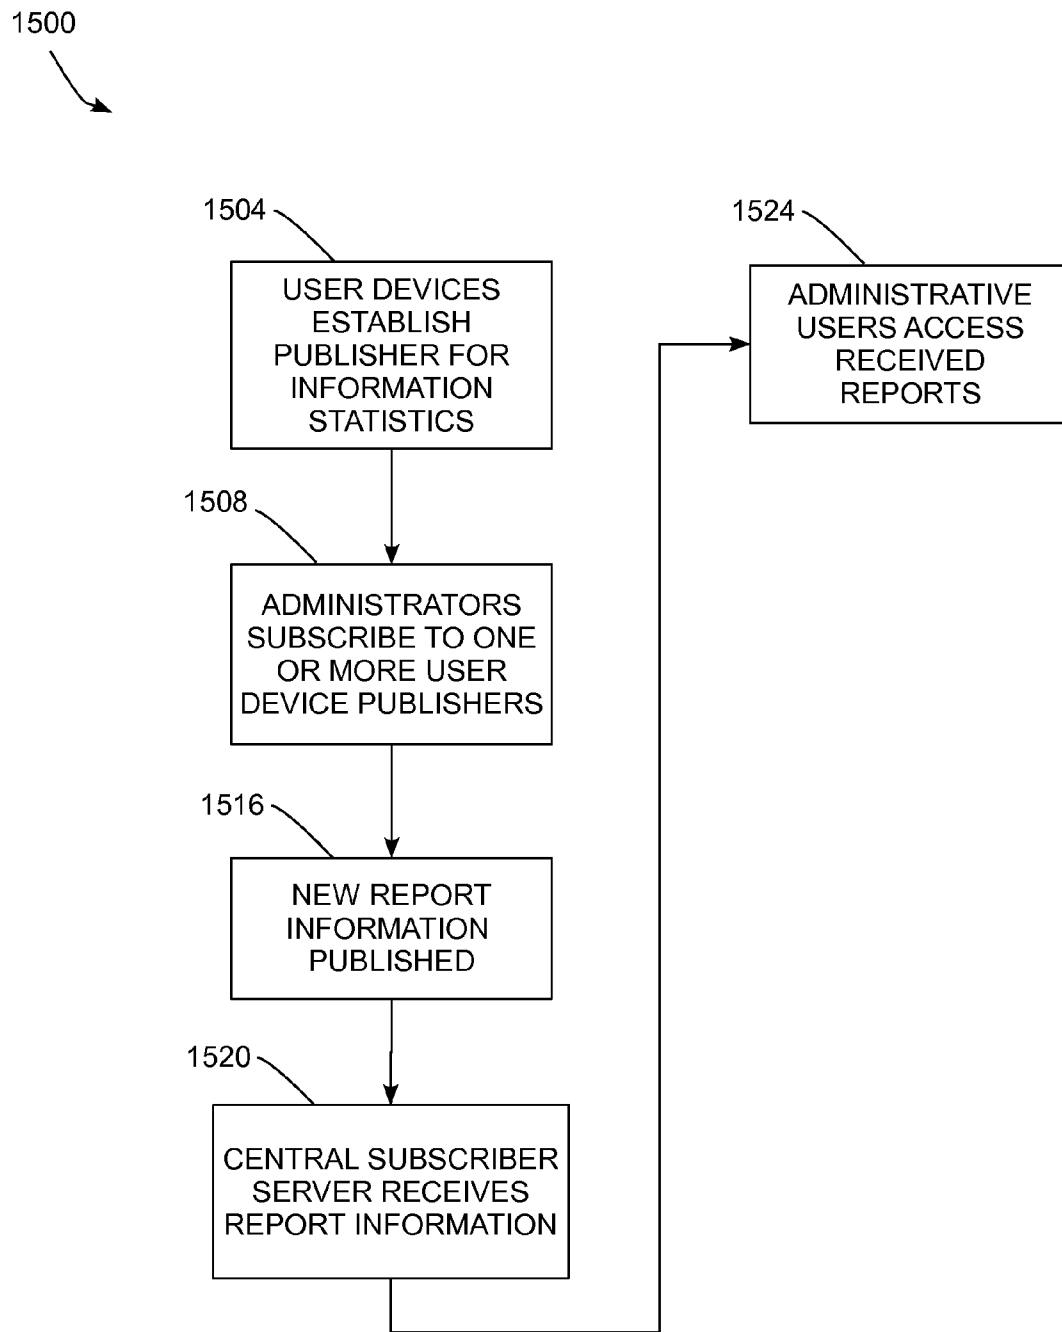 1500
1504
USER DEVICES
ESTABLISH
PUBLISHER FOR
INFORMATION
STATISTICS
1508
ADMINISTRATORS
SUBSCRIBE TO ONE
OR MORE USER
DEVICE PUBLISHERS
1516
NEW REPORT
INFORMATION
PUBLISHED
1520
CENTRAL SUBSCRIBER
SERVER RECEIVES
REPORT INFORMATION
1524
ADMINISTRATIVE
USERS ACCESS
RECEIVED
REPORTS